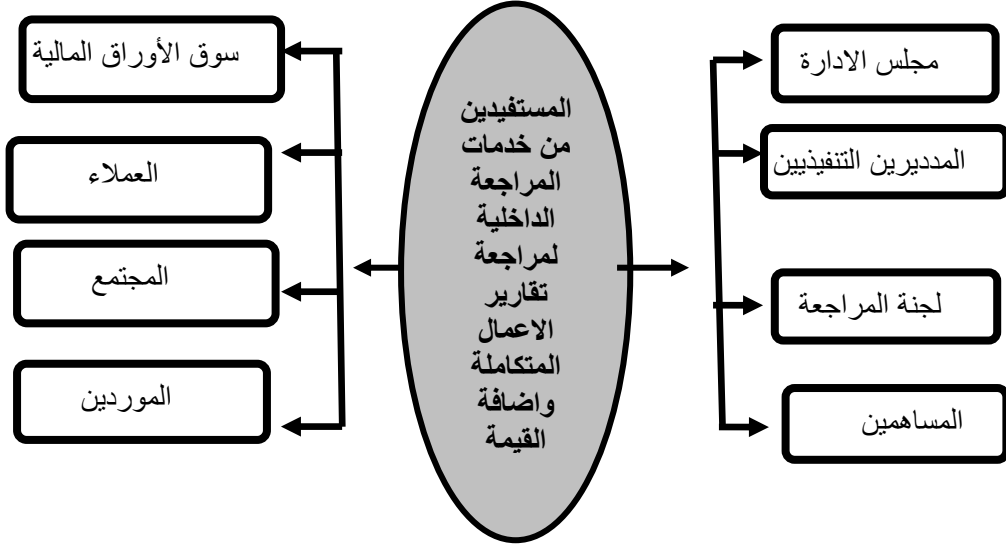 المستفيدين
من خدمات
المراجعة
الداخلية
لمراجعة
تقارير
الاعمال
المتكاملة
واضافة
القيمة
مجلس الادارة
المدديرين التنفيذيين
لجنة المراجعة
المساهمين
سوق الأوراق المالية
العملاء
المجتمع
الموردين